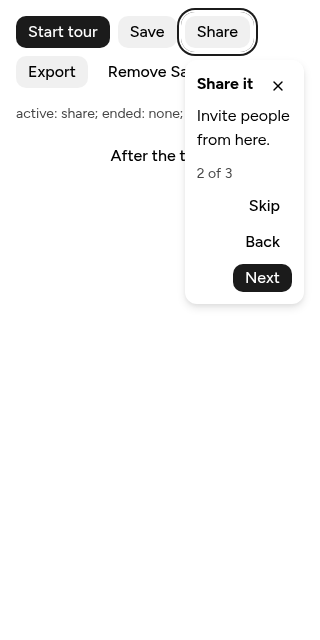 Start tour Save Share
Export Remove Sa
active: share; ended: none;
After the t
Share it
Invite people
from here.
2 of 3
Skip
Back
Next